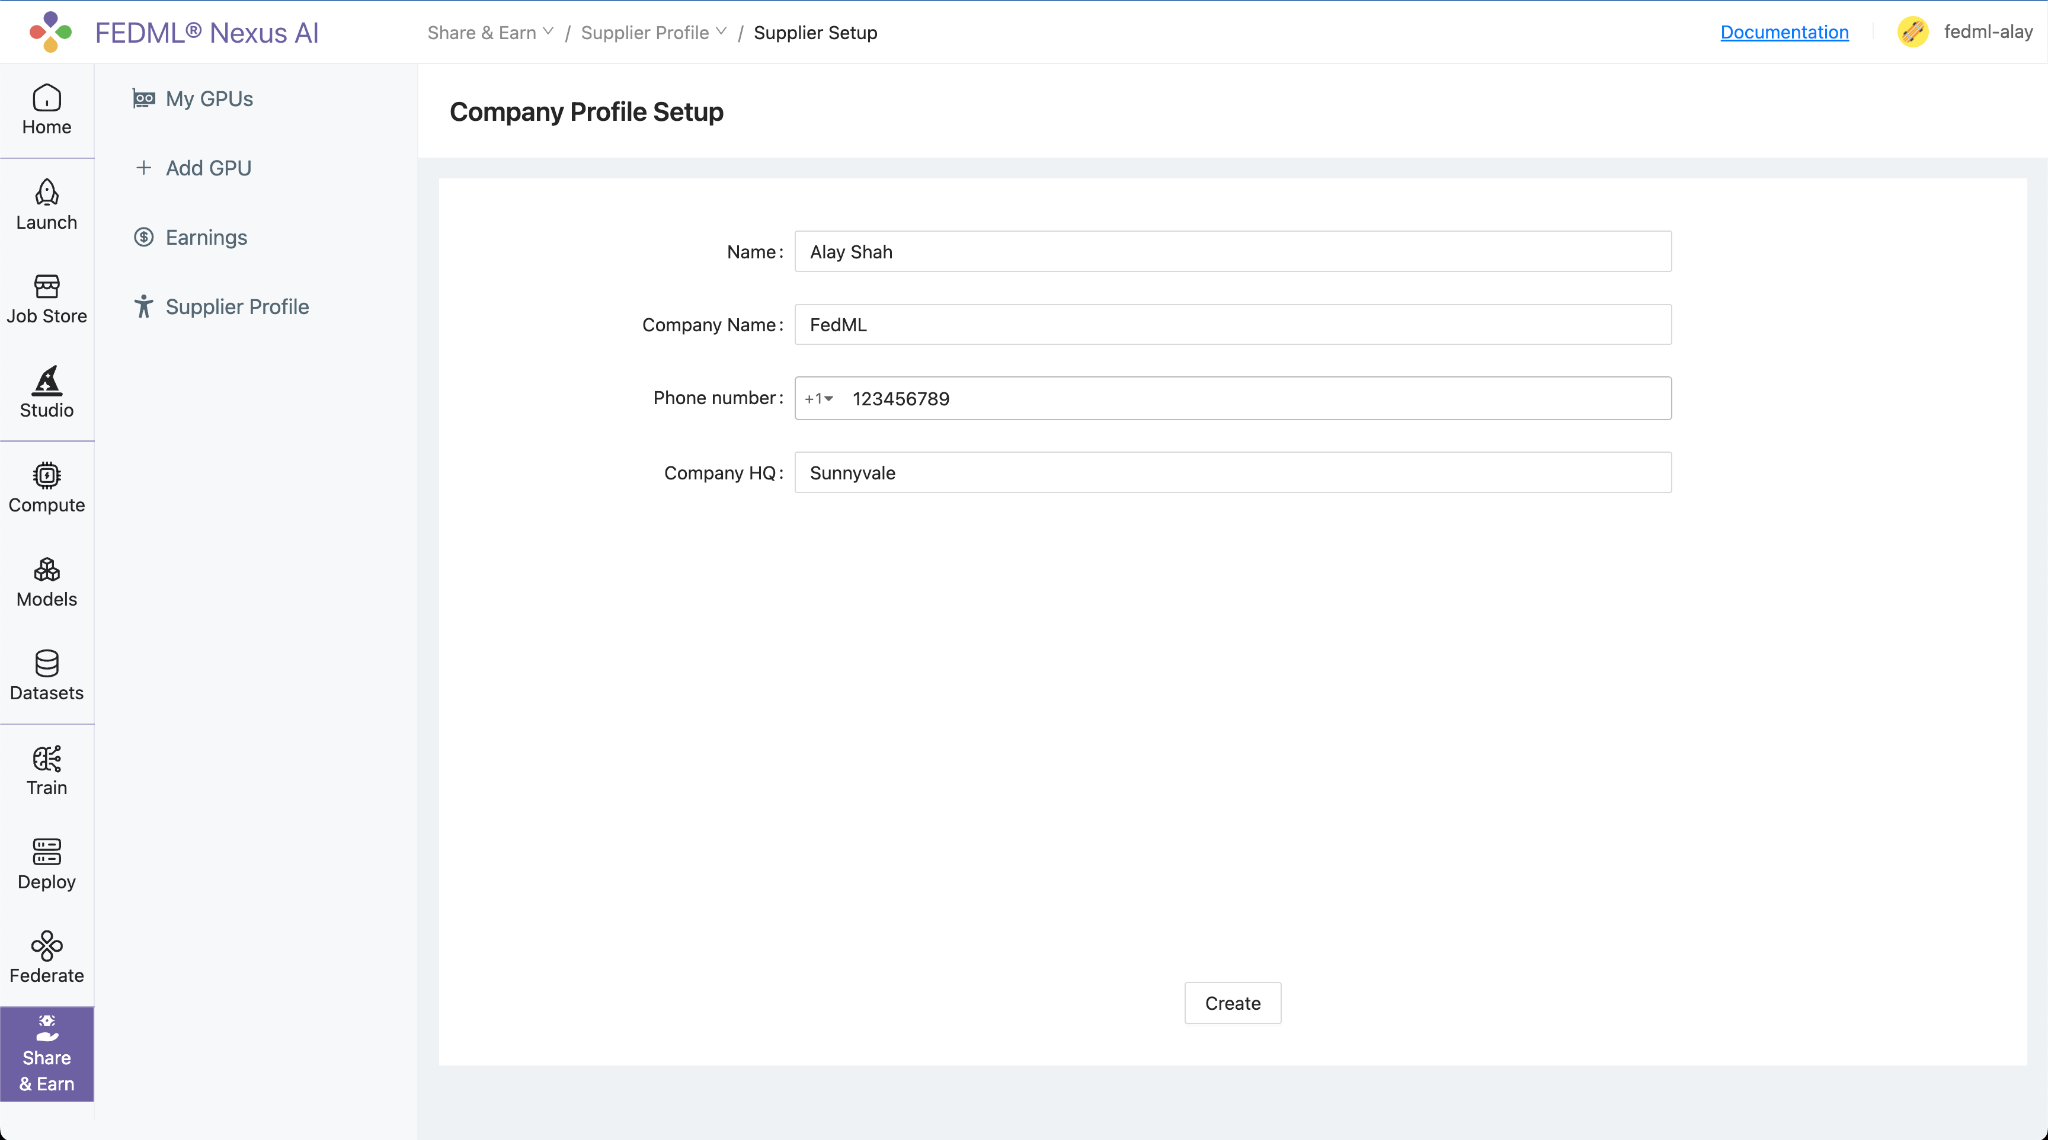 FEDML® Nexus AI
Share & Earn / Supplier Profile / Supplier Setup
Documentation
fedml-alay
Home
Launch
Job Store
Studio
Compute
Models
Datasets
Train
Deploy
Federate
Share
& Earn
My GPUs
Add GPU
Earnings
Supplier Profile
Company Profile Setup
Name: Alay Shah
Company Name: FedML
Phone number: +1 123456789
Company HQ: Sunnyvale
Create